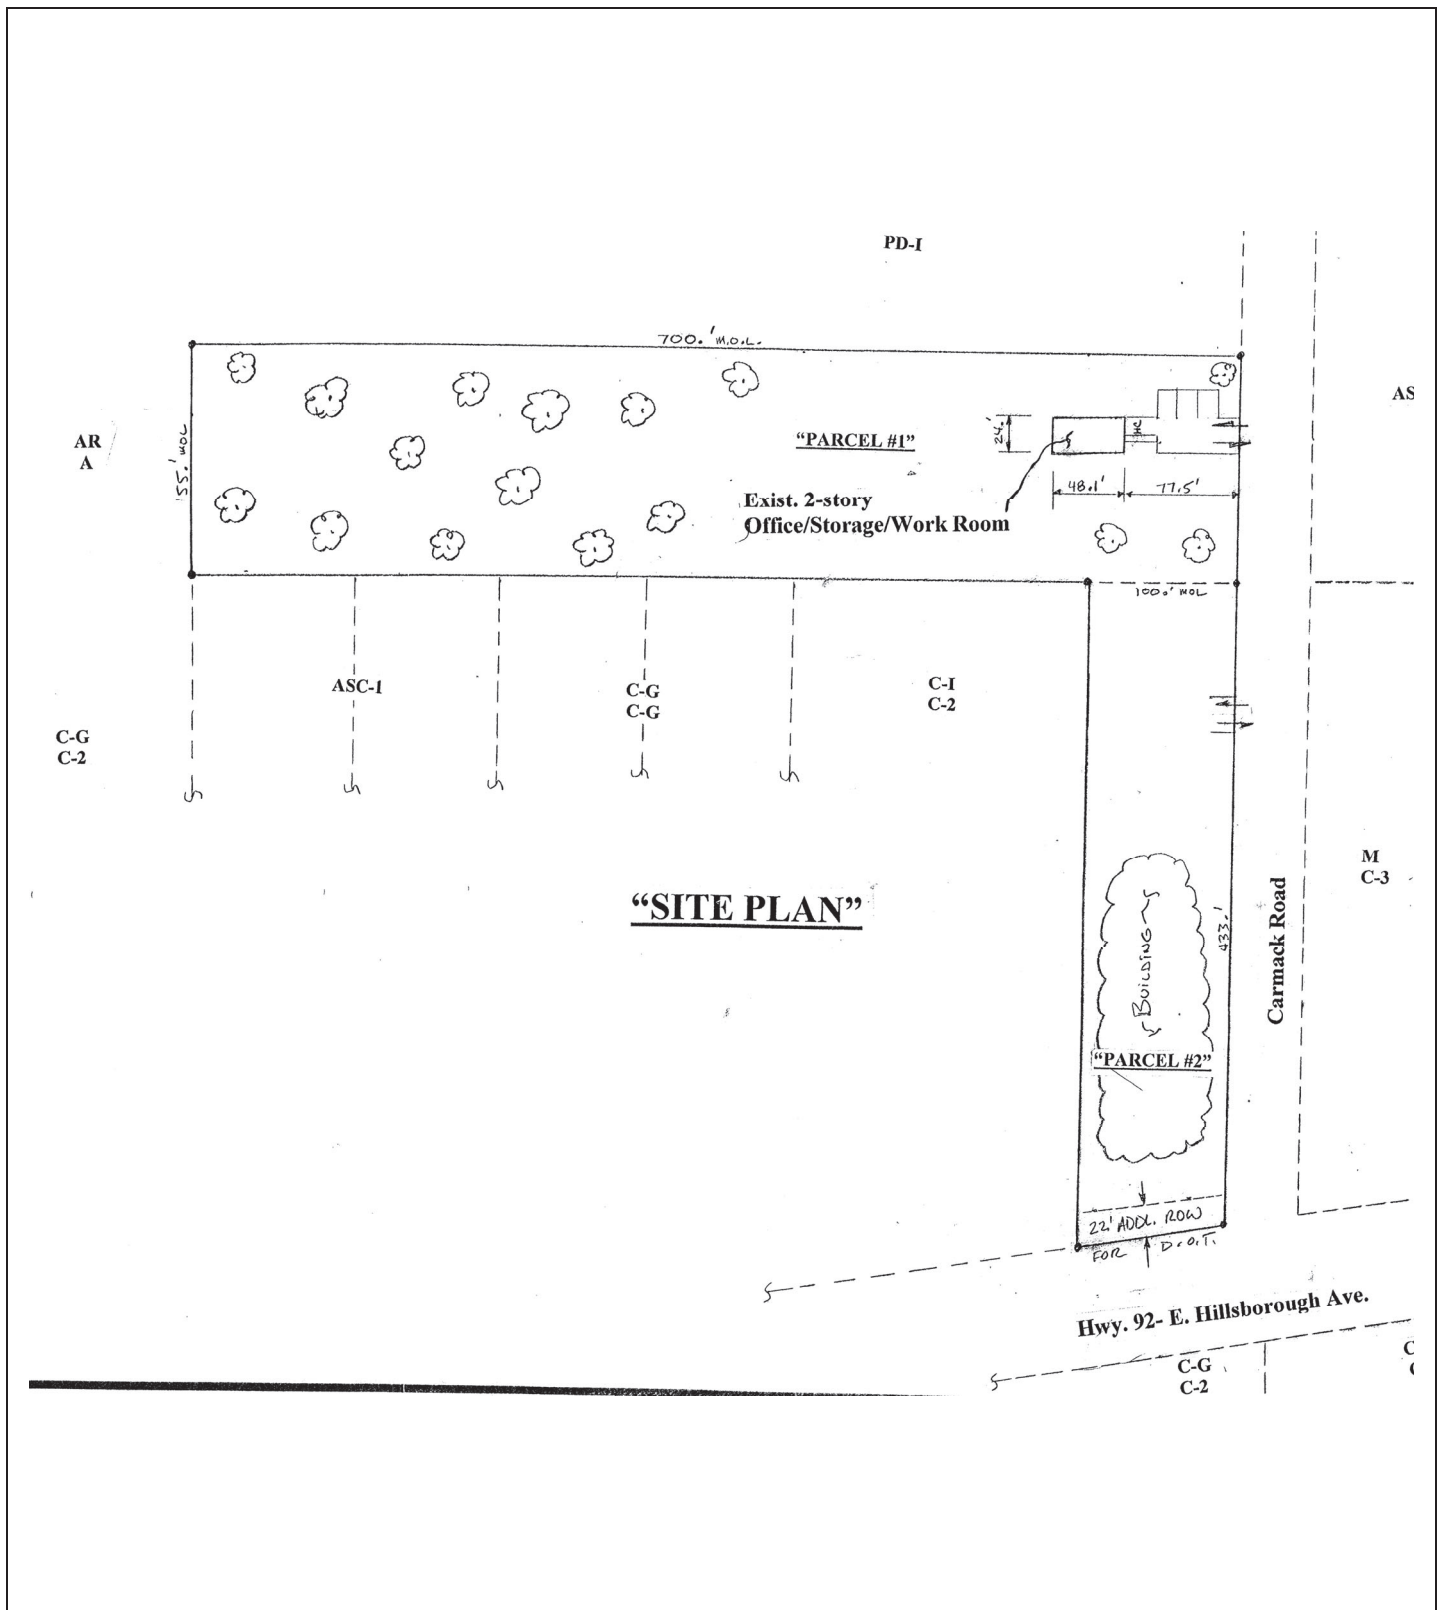 PD-I
700.' M.O.L.
AS
AR
A
155.' MOL
"PARCEL #1"
24.'
HC
48.1'
77.5'
Exist. 2-story
Office/Storage/Work Room
100.' MOL
ASC-1
C-G
C-G
C-I
C-2
C-G
C-2
"SITE PLAN"
BUILDING
433.'
Carmack Road
M
C-3
"PARCEL #2"
22' ADDL. ROW
FOR D.O.T.
Hwy. 92- E. Hillsborough Ave.
C-G
C-2